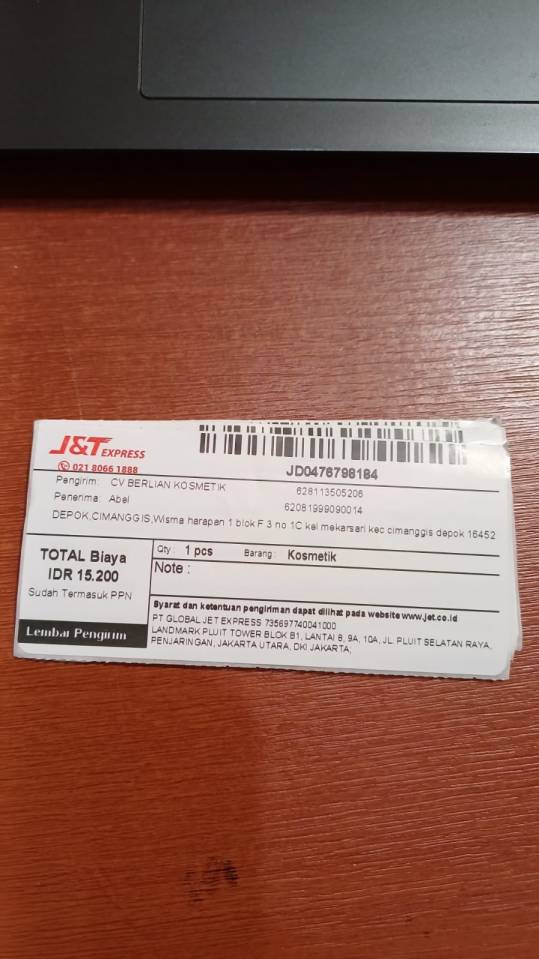 J&T EXPRESS
021 8066 1888
JD0476798184
Pengirim: CV BERLIAN KOSMETIK 628113505206
Penerima: Abel 62081999090014
DEPOK,CIMANGGIS,Wisma harapan 1 blok F 3 no 1C kel mekarsari kec cimanggis depok 16452
TOTAL Biaya
IDR 15.200
Sudah Termasuk PPN
Lembar Pengirim
Qty : 1 pcs Barang : Kosmetik
Note :
Syarat dan ketentuan pengiriman dapat dilihat pada website www.jet.co.id
PT GLOBAL JET EXPRESS 735697740041000
LANDMARK PLUIT TOWER BLOK B1, LANTAI 8, 9A, 10A, JL. PLUIT SELATAN RAYA,
PENJARINGAN, JAKARTA UTARA, DKI JAKARTA;